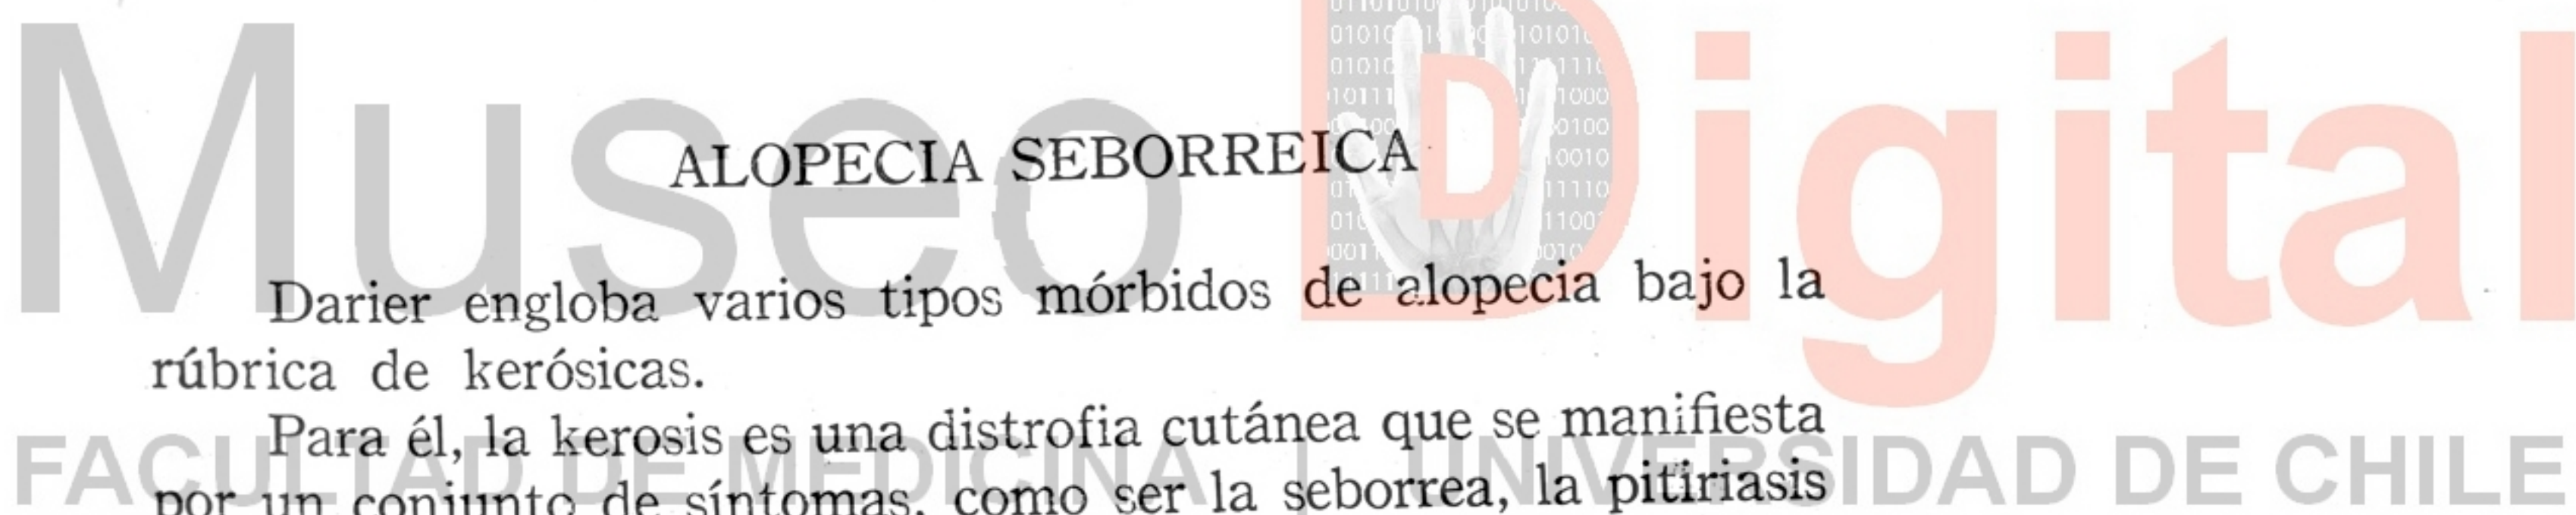 Museo Digital
ALOPECIA SEBORREICA
Darier engloba varios tipos mórbidos de alopecia bajo la
rúbrica de kerósicas.
Para él, la kerosis es una distrofia cutánea que se manifiesta
FACULTAD DE MEDICINA | UNIVERSIDAD DE CHILE
por un conjunto de síntomas, como ser la seborrea, la pitiriasis